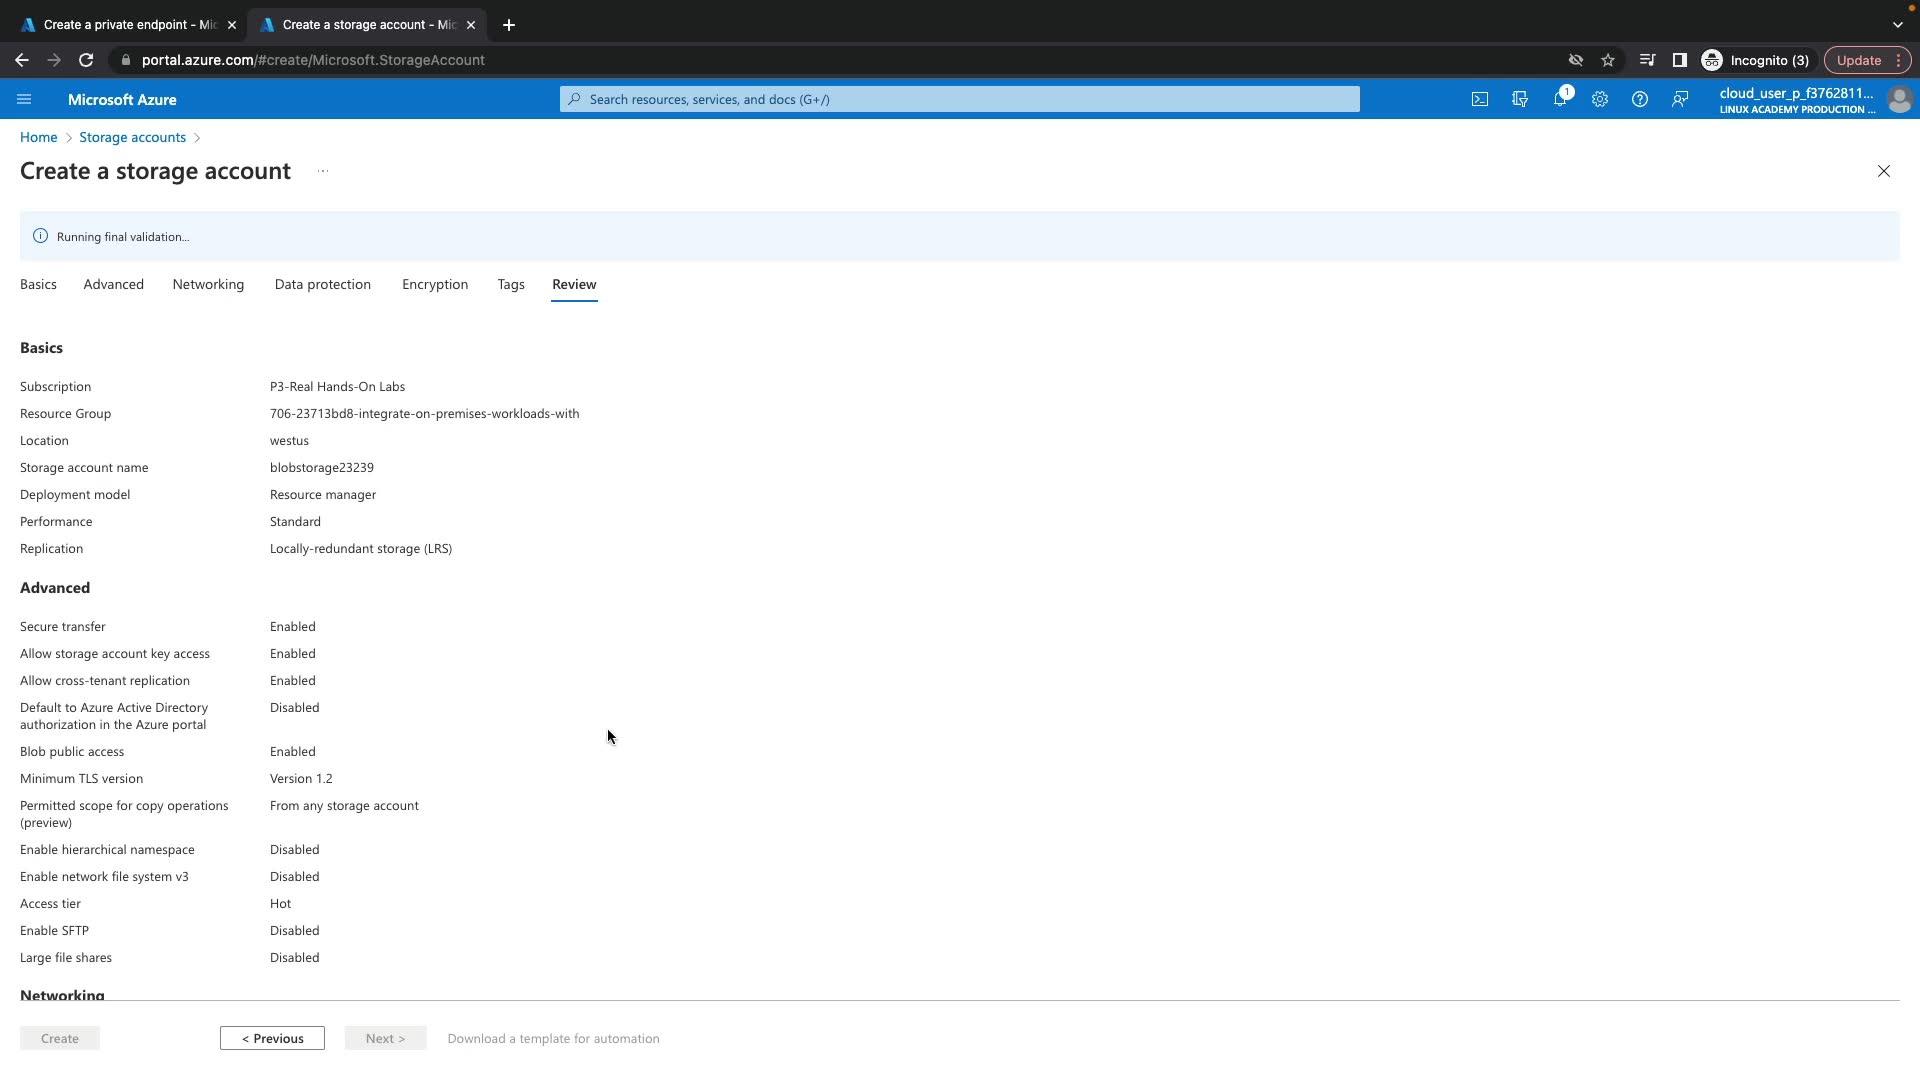 Create a private endpoint - Mic
Create a storage account - Mic
portal.azure.com/#create/Microsoft.StorageAccount
Incognito (3)
Update
Microsoft Azure
Search resources, services, and docs (G+/)
1
cloud_user_p_f3762811...
LINUX ACADEMY PRODUCTION ...
Home > Storage accounts >
Create a storage account ...
Running final validation...
Basics Advanced Networking Data protection Encryption Tags Review
Basics
Subscription P3-Real Hands-On Labs
Resource Group 706-23713bd8-integrate-on-premises-workloads-with
Location westus
Storage account name blobstorage23239
Deployment model Resource manager
Performance Standard
Replication Locally-redundant storage (LRS)
Advanced
Secure transfer Enabled
Allow storage account key access Enabled
Allow cross-tenant replication Enabled
Default to Azure Active Directory Disabled
authorization in the Azure portal
Blob public access Enabled
Minimum TLS version Version 1.2
Permitted scope for copy operations From any storage account
(preview)
Enable hierarchical namespace Disabled
Enable network file system v3 Disabled
Access tier Hot
Enable SFTP Disabled
Large file shares Disabled
Networking
Create < Previous Next > Download a template for automation